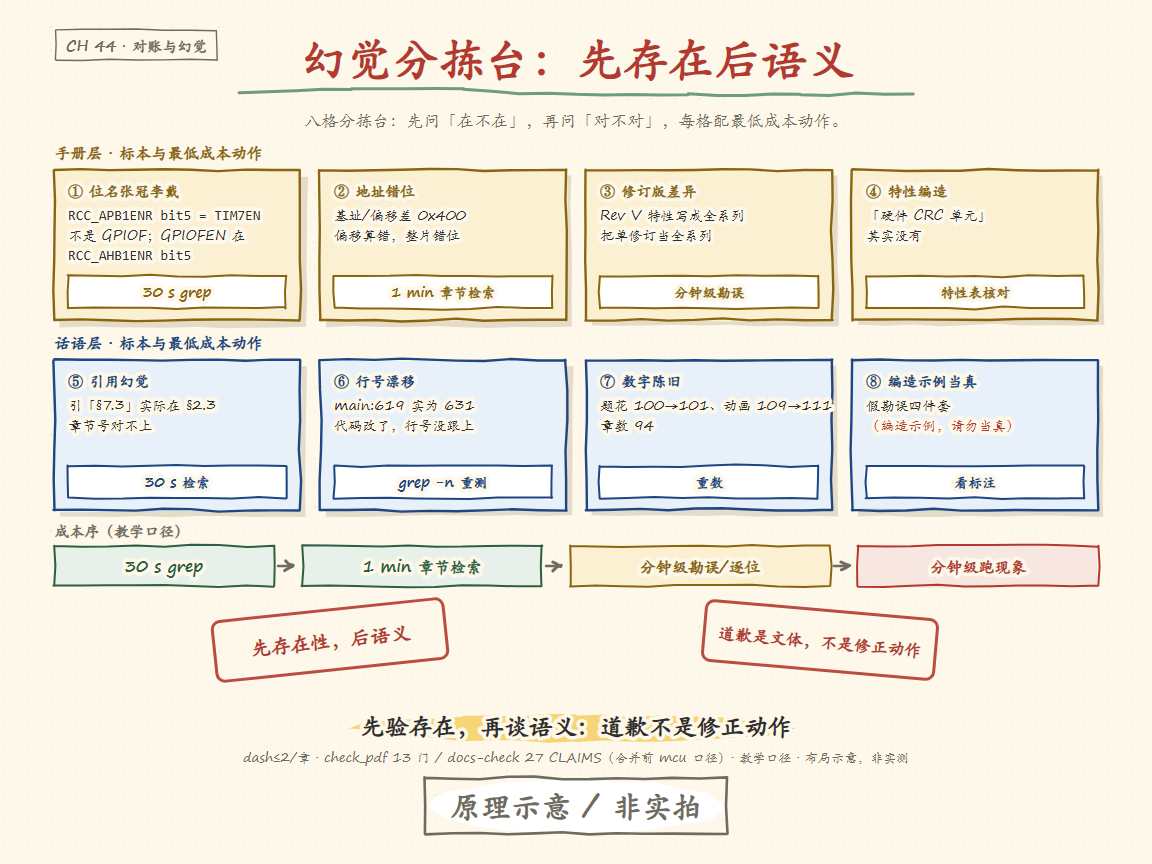 CH 44 · 对账与幻觉
幻觉分拣台：先存在后语义
八格分拣台：先问「在不在」，再问「对不对」，每格配最低成本动作。
手册层 · 标本与最低成本动作
① 位名张冠李戴
RCC_APB1ENR bit5 = TIM7EN
不是 GPIOF；GPIOFEN 在
RCC_AHB1ENR bit5
30 s grep
② 地址错位
基址/偏移差 0x400
偏移算错，整片错位
1 min 章节检索
③ 修订版差异
Rev V 特性写成全系列
把单修订当全系列
分钟级勘误
④ 特性编造
「硬件 CRC 单元」
其实没有
特性表核对
话语层 · 标本与最低成本动作
⑤ 引用幻觉
引「§7.3」实际在 §2.3
章节号对不上
30 s 检索
⑥ 行号漂移
main:619 实为 631
代码改了，行号没跟上
grep -n 重测
⑦ 数字陈旧
题花 100→101、动画 109→111
章数 94
重数
⑧ 编造示例当真
假勘误四件套
（编造示例，请勿当真）
看标注
成本序（教学口径）
30 s grep
1 min 章节检索
分钟级勘误/逐位
分钟级跑现象
先存在性，后语义
道歉是文体，不是修正动作
先验存在，再谈语义：道歉不是修正动作
dash≤2/章 · check_pdf 13 门 / docs-check 27 CLAIMS（合并前 mcu 口径）· 教学口径 · 布局示意，非实测
原理示意 / 非实拍